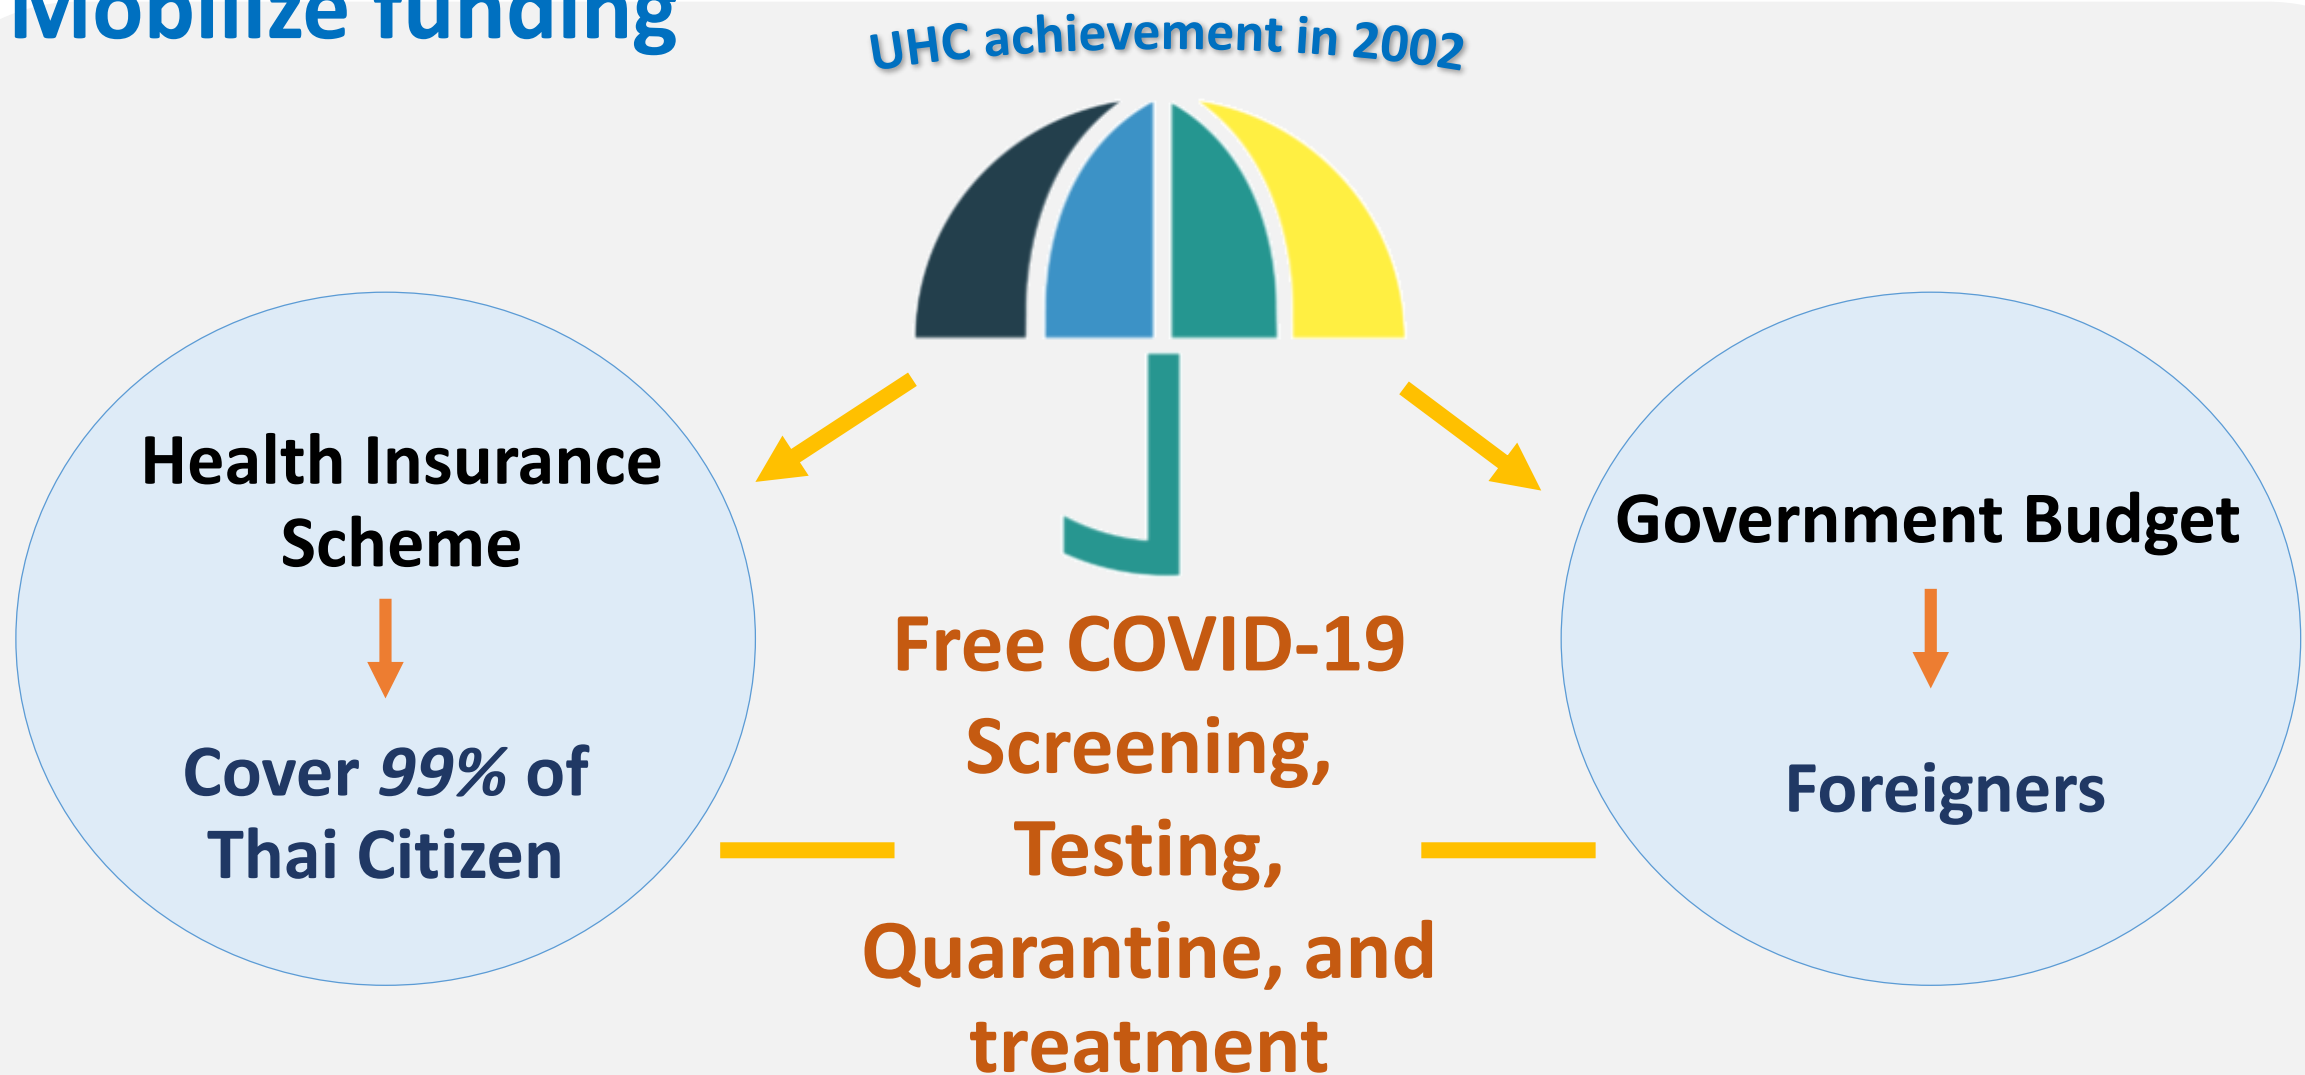 Mobilize funding
UHC achievement in 2002
Health Insurance
Scheme
Cover 99% of
Thai Citizen
Free COVID-19
Screening,
Testing,
Quarantine, and
treatment
Government Budget
Foreigners